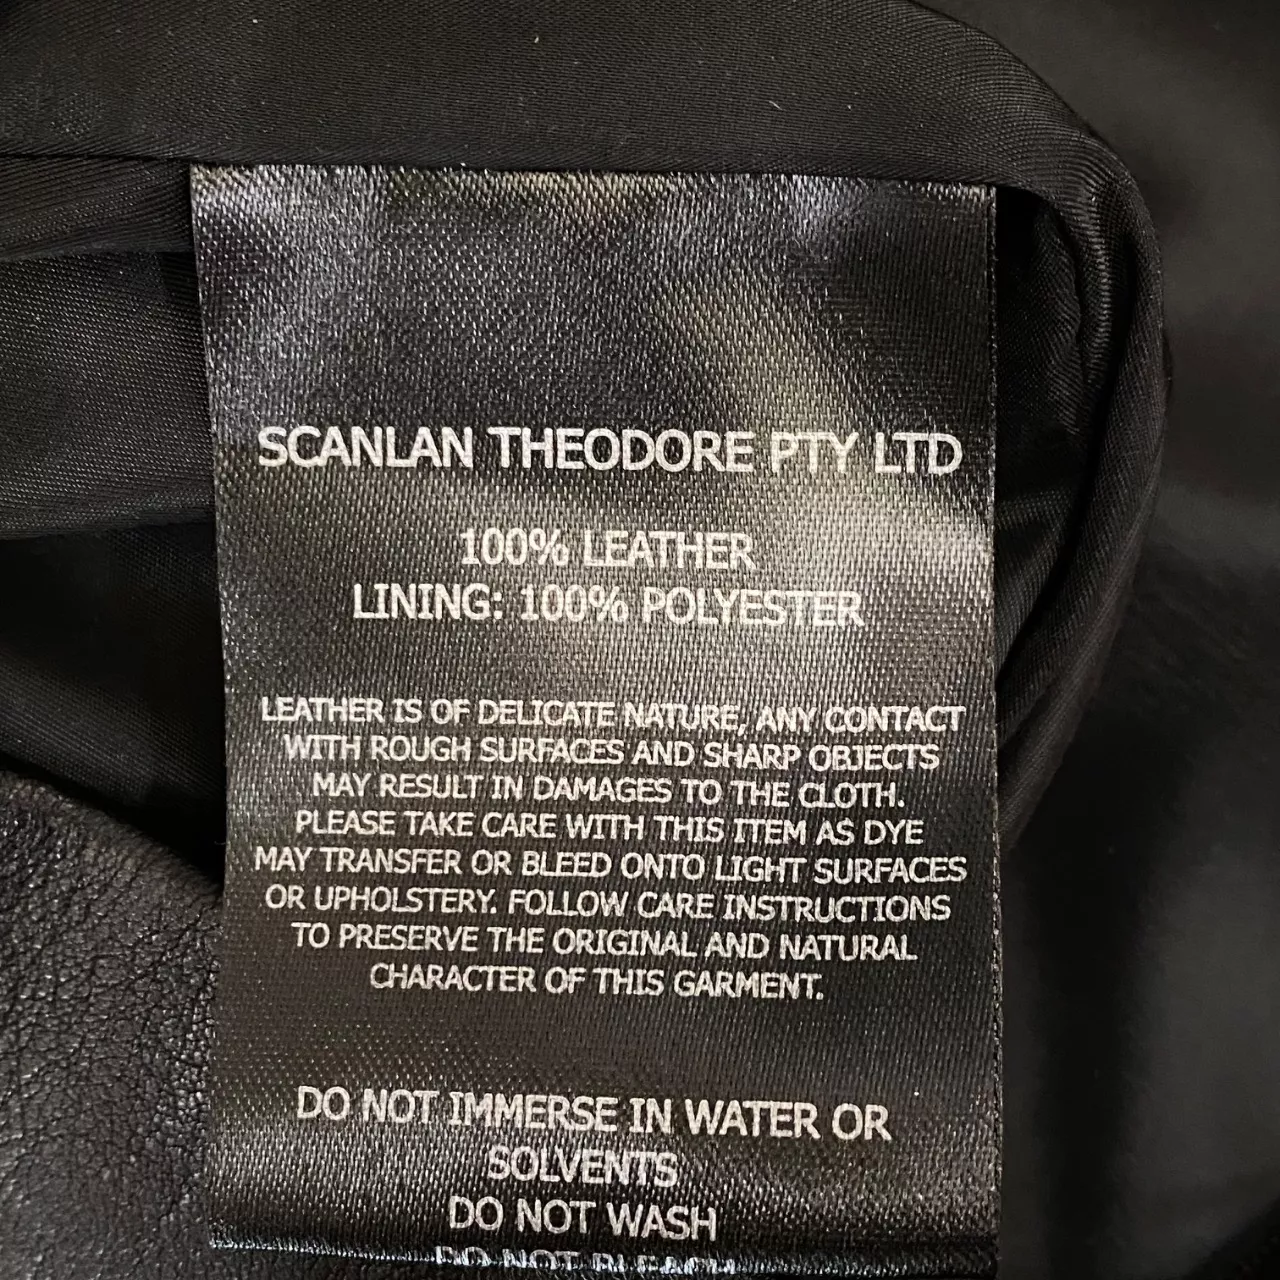 SCANLAN THEODORE PTY LTD
100% LEATHER
LINING: 100% POLYESTER
LEATHER IS OF DELICATE NATURE, ANY CONTACT
WITH ROUGH SURFACES AND SHARP OBJECTS
MAY RESULT IN DAMAGES TO THE CLOTH.
PLEASE TAKE CARE WITH THIS ITEM AS DYE
MAY TRANSFER OR BLEED ONTO LIGHT SURFACES
OR UPHOLSTERY. FOLLOW CARE INSTRUCTIONS
TO PRESERVE THE ORIGINAL AND NATURAL
CHARACTER OF THIS GARMENT.
DO NOT IMMERSE IN WATER OR
SOLVENTS
DO NOT WASH
DO NOT BLEACH